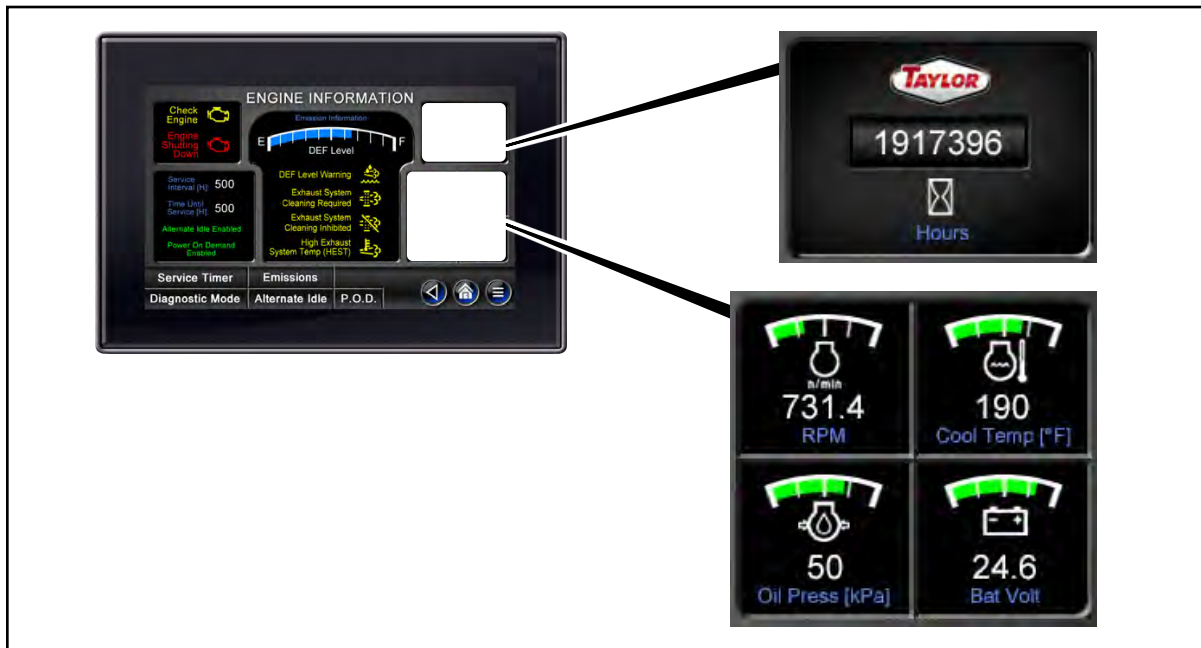 ENGINE INFORMATION
Check
Engine
Engine
Shutting
Down
Emission Information
E
F
DEF Level
DEF Level Warning
Exhaust System
Cleaning Required
Exhaust System
Cleaning Inhibited
High Exhaust
System Temp (HEST)
Service
Interval [H]: 500
Time Until
Service [H]: 500
Alternate Idle Enabled
Power On Demand
Enabled
Service Timer
Emissions
Diagnostic Mode
Alternate Idle
P.O.D.
TAYLOR
1917396
Hours
n/min
731.4
RPM
190
Cool Temp [°F]
50
Oil Press [kPa]
24.6
Bat Volt